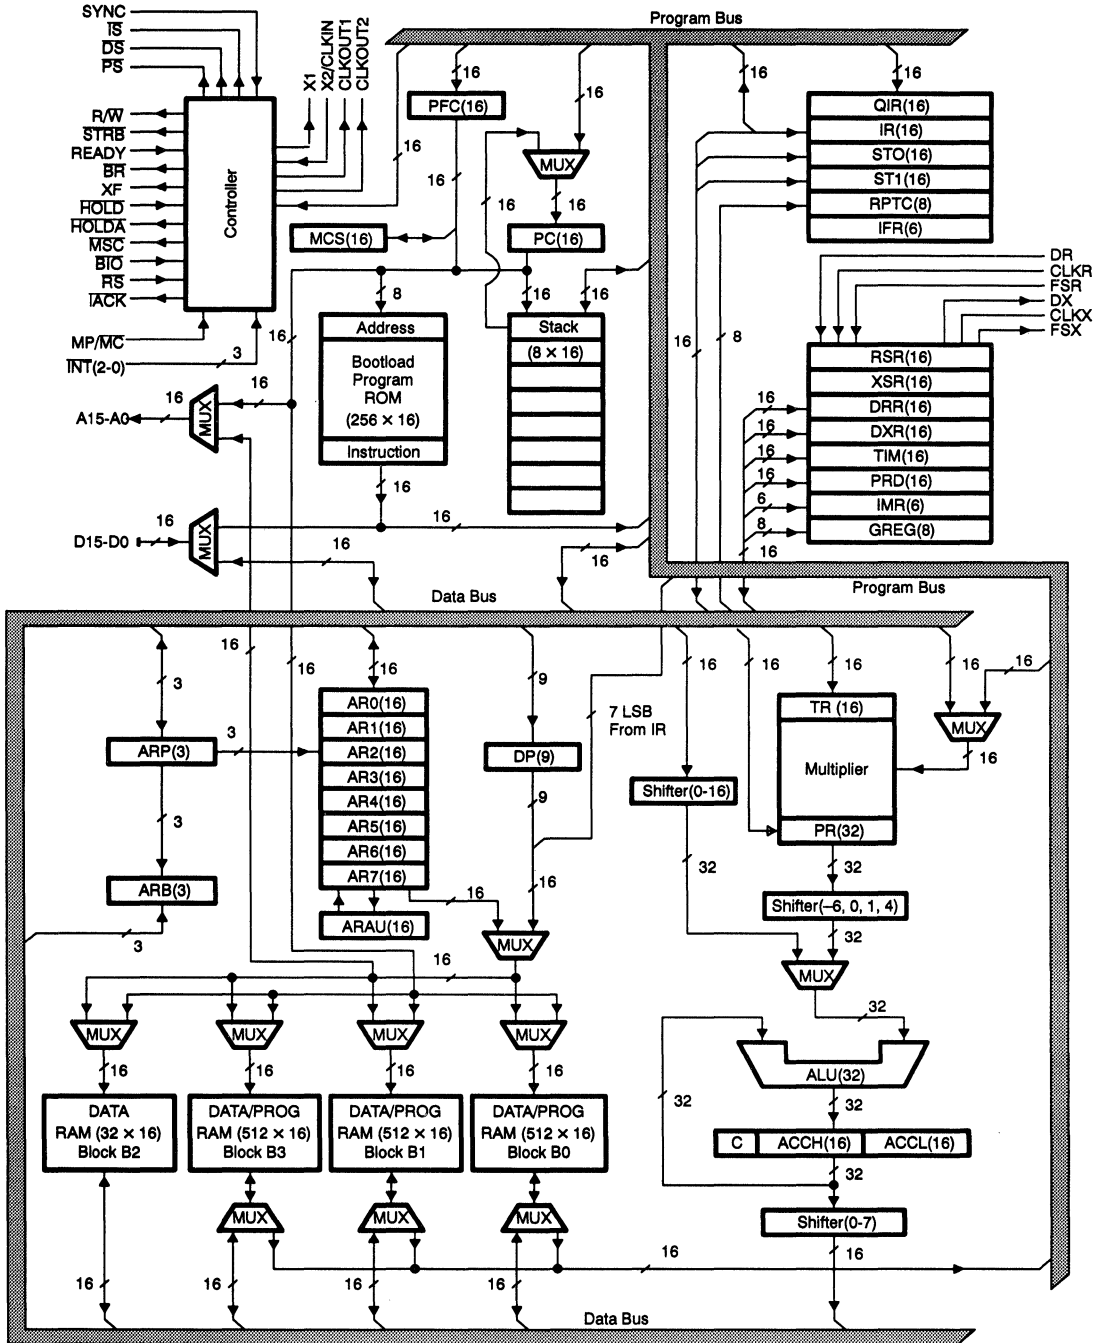 SYNC
IS
DS
PS
X1
X2/CLKIN
CLKOUT1
CLKOUT2
Program Bus
R/W
STRB
READY
BR
XF
HOLD
HOLDA
MSC
BIO
RS
IACK
Controller
MP/MC
INT(2-0)
3
16
16
PFC(16)
16
16
16
MUX
16
MCS(16)
PC(16)
16
16
16
QIR(16)
IR(16)
STO(16)
ST1(16)
RPTC(8)
IFR(6)
DR
CLKR
FSR
DX
CLKX
FSX
8
16
16
Address
Bootload
Program
ROM
(256 × 16)
Instruction
16
Stack
(8 × 16)
16
16
8
RSR(16)
XSR(16)
16
DRR(16)
16
DXR(16)
16
TIM(16)
16
PRD(16)
6
IMR(6)
8
GREG(8)
16
A15-A0
16
MUX
16
D15-D0
16
MUX
16
16
16
Data Bus
Program Bus
16
16
3
16
9
7 LSB
From IR
16
16
16
16
16
ARP(3)
3
AR0(16)
AR1(16)
AR2(16)
AR3(16)
AR4(16)
AR5(16)
AR6(16)
AR7(16)
ARAU(16)
DP(9)
9
16
16
MUX
Shifter(0-16)
32
TR (16)
Multiplier
PR(32)
MUX
16
32
Shifter(–6, 0, 1, 4)
32
MUX
3
ARB(3)
3
16
MUX
MUX
MUX
MUX
16
16
16
16
32
ALU(32)
32
32
DATA
RAM (32 × 16)
Block B2
DATA/PROG
RAM (512 × 16)
Block B3
DATA/PROG
RAM (512 × 16)
Block B1
DATA/PROG
RAM (512 × 16)
Block B0
C
ACCH(16)
ACCL(16)
32
MUX
MUX
MUX
Shifter(0-7)
16
16
16
16
16
16
Data Bus